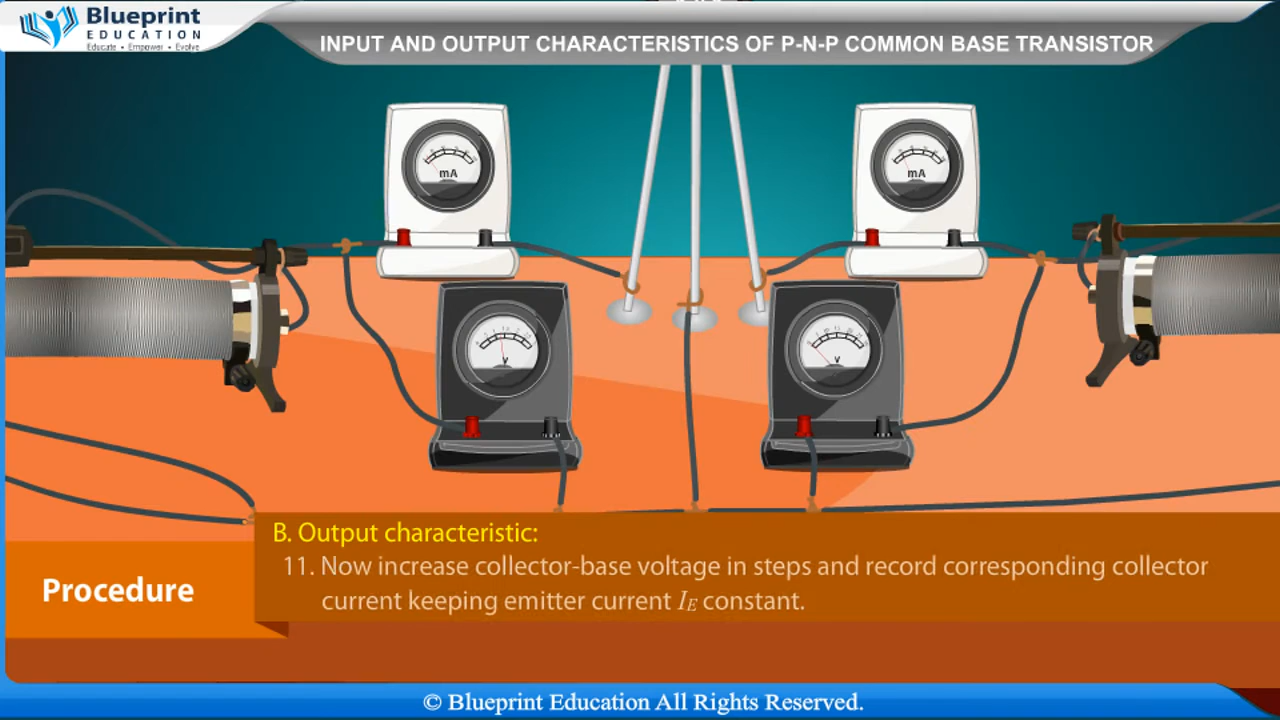 Blueprint
EDUCATION
Educate • Empower • Evolve
INPUT AND OUTPUT CHARACTERISTICS OF P-N-P COMMON BASE TRANSISTOR
mA
mA
V
V
B. Output characteristic:
11. Now increase collector-base voltage in steps and record corresponding collector
current keeping emitter current IE constant.
Procedure
© Blueprint Education All Rights Reserved.